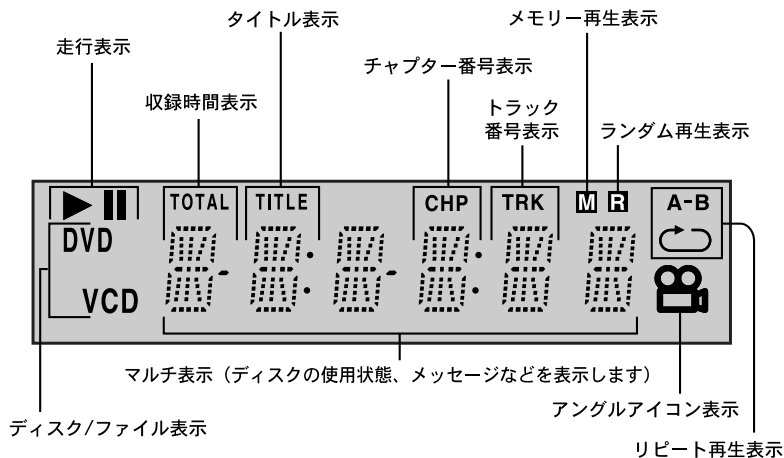 タイトル表示
メモリー再生表示
走行表示
チャプター番号表示
収録時間表示
トラック
番号表示
ランダム再生表示
TOTAL
TITLE
CHP
TRK
M
R
A-B
DVD
VCD
マルチ表示（ディスクの使用状態、メッセージなどを表示します）
アングルアイコン表示
ディスク/ファイル表示
リピート再生表示